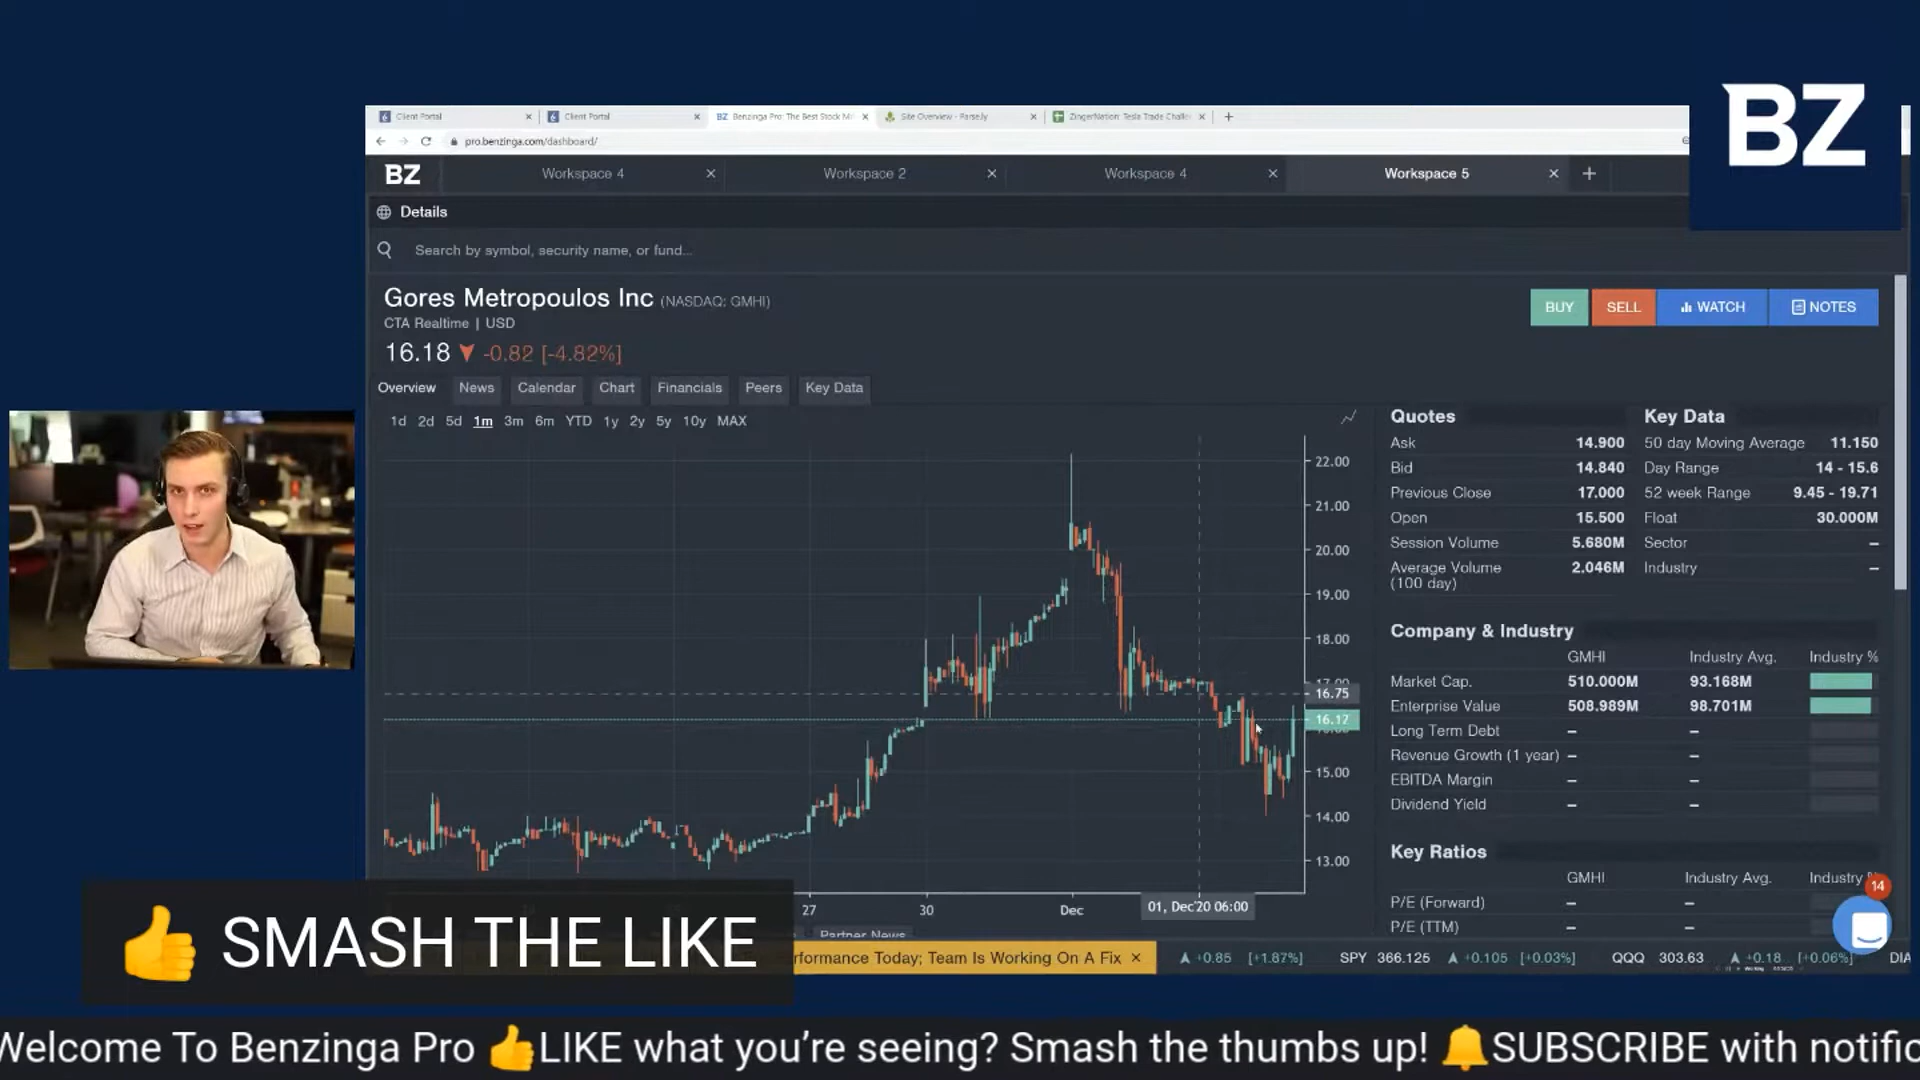 BZ
Client Portal
Client Portal
BZ Benzinga Pro: The Best Stock Ma
Site Overview - Parse.ly
ZingerNation: Tesla Trade Challe
pro.benzinga.com/dashboard/
BZ
Workspace 4
Workspace 2
Workspace 4
Workspace 5
Details
Search by symbol, security name, or fund...
Gores Metropoulos Inc (NASDAQ: GMHI)
CTA Realtime | USD
16.18 -0.82 [-4.82%]
BUY SELL WATCH NOTES
Overview News Calendar Chart Financials Peers Key Data
1d 2d 5d 1m 3m 6m YTD 1y 2y 5y 10y MAX
22.00
21.00
20.00
19.00
18.00
16.75
16.17
15.00
14.00
13.00
27 30 Dec 01, Dec'20 06:00
Quotes
Ask 14.900
Bid 14.840
Previous Close 17.000
Open 15.500
Session Volume 5.680M
Average Volume 2.046M
(100 day)
Key Data
50 day Moving Average 11.150
Day Range 14 - 15.6
52 week Range 9.45 - 19.71
Float 30.000M
Sector –
Industry –
Company & Industry
GMHI Industry Avg. Industry %
Market Cap. 510.000M 93.168M
Enterprise Value 508.989M 98.701M
Long Term Debt – –
Revenue Growth (1 year) – –
EBITDA Margin – –
Dividend Yield – –
Key Ratios
GMHI Industry Avg. Industry %
P/E (Forward) – –
P/E (TTM) – –
14
Partner News
👍 SMASH THE LIKE
rformance Today; Team Is Working On A Fix ×
+0.85 [+1.87%] SPY 366.125 +0.105 [+0.03%] QQQ 303.63 +0.18 [+0.06%] DIA
Welcome To Benzinga Pro 👍LIKE what you're seeing? Smash the thumbs up! 🔔SUBSCRIBE with notific